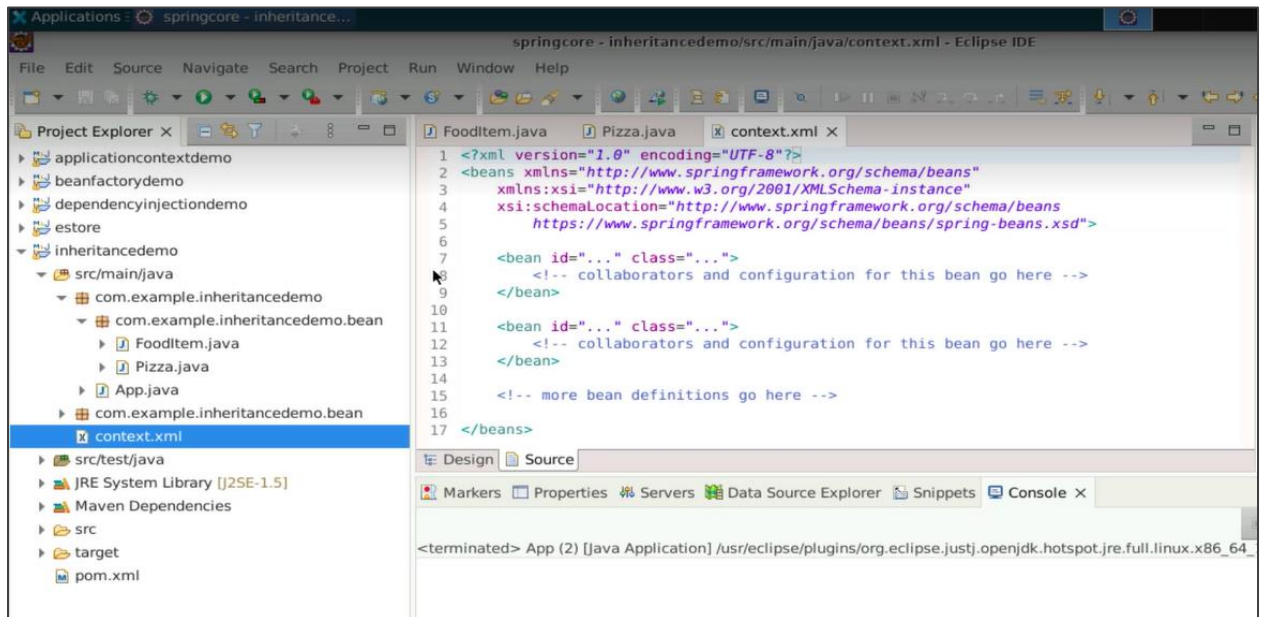 Applications springcore - inheritance...
springcore - inheritancedemo/src/main/java/context.xml - Eclipse IDE
File Edit Source Navigate Search Project Run Window Help
Project Explorer
applicationcontextdemo
beanfactorydemo
dependencyinjectiondemo
estore
inheritancedemo
src/main/java
com.example.inheritancedemo
com.example.inheritancedemo.bean
FoodItem.java
Pizza.java
App.java
com.example.inheritancedemo.bean
context.xml
src/test/java
JRE System Library [J2SE-1.5]
Maven Dependencies
src
target
pom.xml
FoodItem.java Pizza.java context.xml
1 <?xml version="1.0" encoding="UTF-8"?>
2 <beans xmlns="http://www.springframework.org/schema/beans"
3 xmlns:xsi="http://www.w3.org/2001/XMLSchema-instance"
4 xsi:schemaLocation="http://www.springframework.org/schema/beans
5 https://www.springframework.org/schema/beans/spring-beans.xsd">
6
7 <bean id="..." class="...">
8 <!-- collaborators and configuration for this bean go here -->
9 </bean>
10
11 <bean id="..." class="...">
12 <!-- collaborators and configuration for this bean go here -->
13 </bean>
14
15 <!-- more bean definitions go here -->
16
17 </beans>
Design Source
Markers Properties Servers Data Source Explorer Snippets Console
<terminated> App (2) [Java Application] /usr/eclipse/plugins/org.eclipse.justj.openjdk.hotspot.jre.full.linux.x86_64_